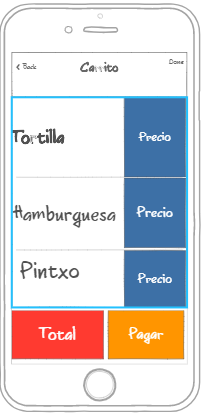 < Back Carrito Done
Tortilla Precio
Hamburguesa Precio
Pintxo Precio
Total Pagar